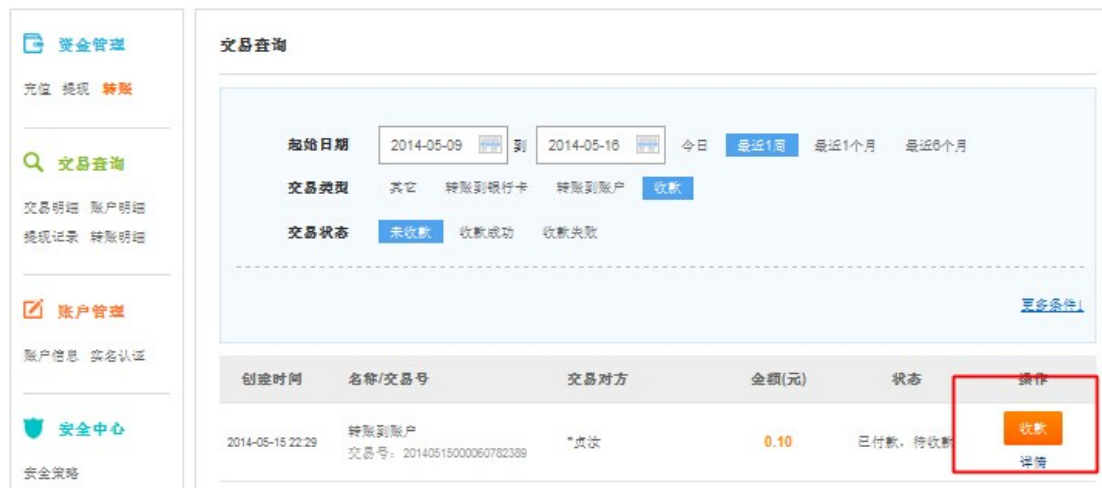 资金管理
充值 提现 转账
交易查询
交易明细 账户明细
提现记录 转账明细
账户管理
账户信息 实名认证
安全中心
安全策略
交易查询
起始日期 2014-05-09 到 2014-05-16 今日 最近1周 最近1个月 最近6个月
交易类型 其它 转账到银行卡 转账到账户 收款
交易状态 未收款 收款成功 收款失败
更多条件↓
创建时间 名称/交易号 交易对方 金额(元) 状态 操作
2014-05-15 22:29 转账到账户 *贞汝 0.10 已付款，待收款 收款
交易号：20140515000060782389
详情